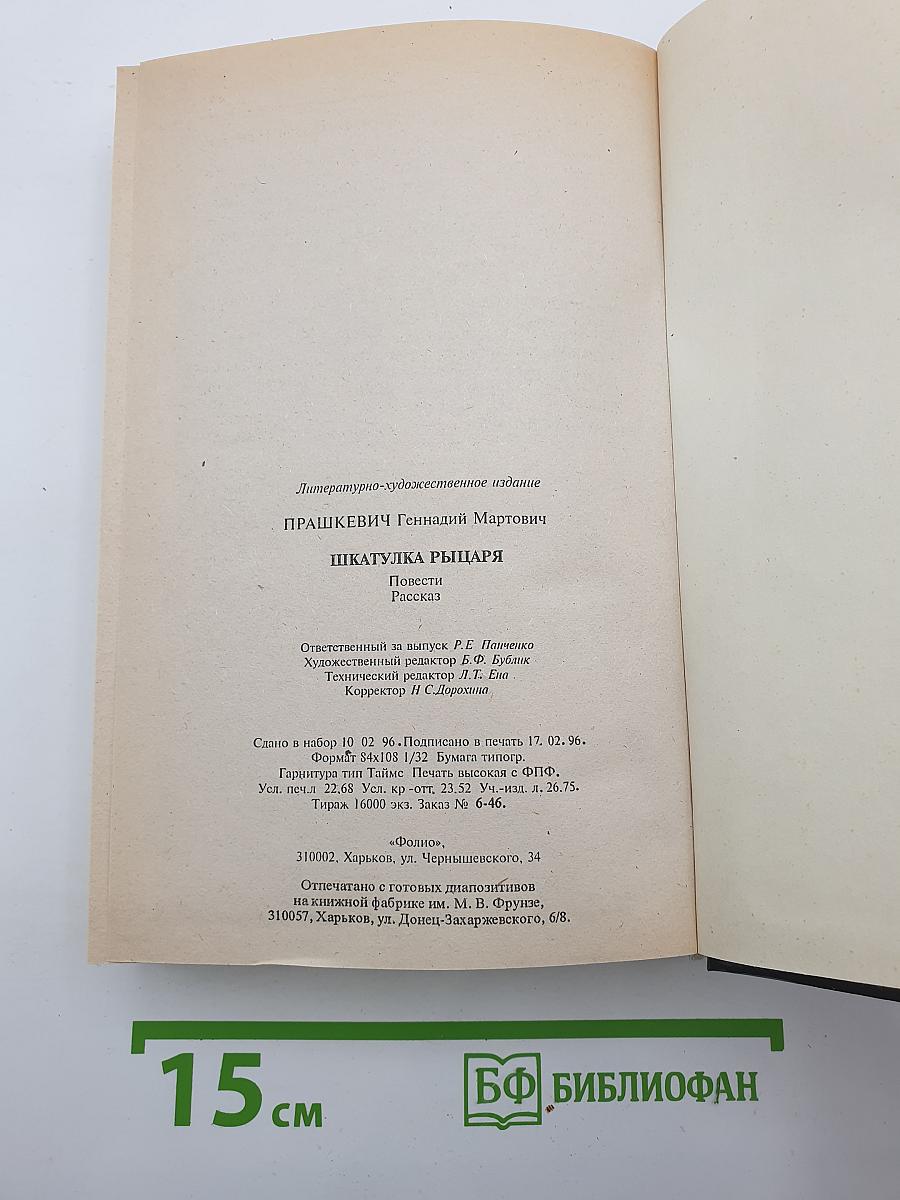 Литературно-художественное издание
ПРАШКЕВИЧ Геннадий Мартович
ШКАТУЛКА РЫЦАРЯ
Повести
Рассказ
Ответственный за выпуск Р.Е Панченко
Художественный редактор Б.Ф. Бублик
Технический редактор Л.Т. Ена
Корректор Н С.Дорохина
Сдано в набор 10 02 96.Подписано в печать 17. 02. 96.
Формат 84х108 1/32 Бумага типогр.
Гарнитура тип Таймс Печать высокая с ФПФ.
Усл. печ.л 22,68 Усл. кр -отт. 23.52 Уч.-изд. л. 26.75.
Тираж 16000 экз. Заказ № 6-46.
«Фолио»,
310002, Харьков, ул. Чернышевского, 34
Отпечатано с готовых диапозитивов
на книжной фабрике им. М. В. Фрунзе,
310057, Харьков, ул. Донец-Захаржевского, 6/8.
15 см
БФ БИБЛИОФАН